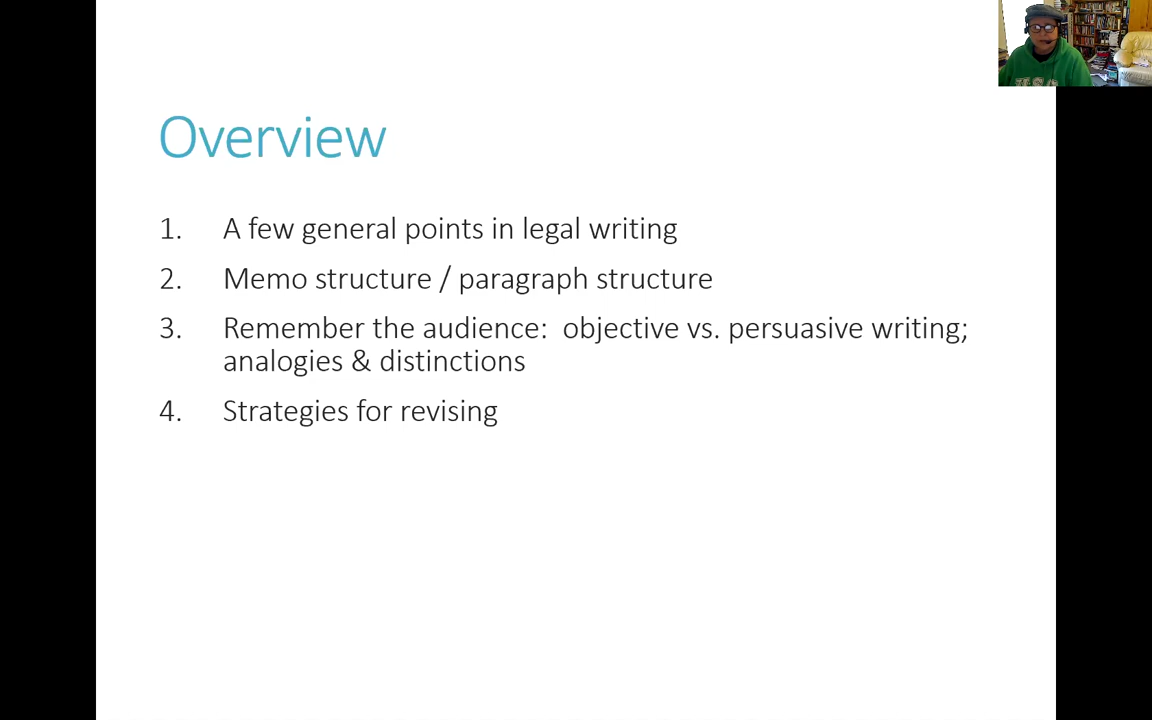 Overview
1. A few general points in legal writing
2. Memo structure / paragraph structure
3. Remember the audience:  objective vs. persuasive writing;
analogies & distinctions
4. Strategies for revising